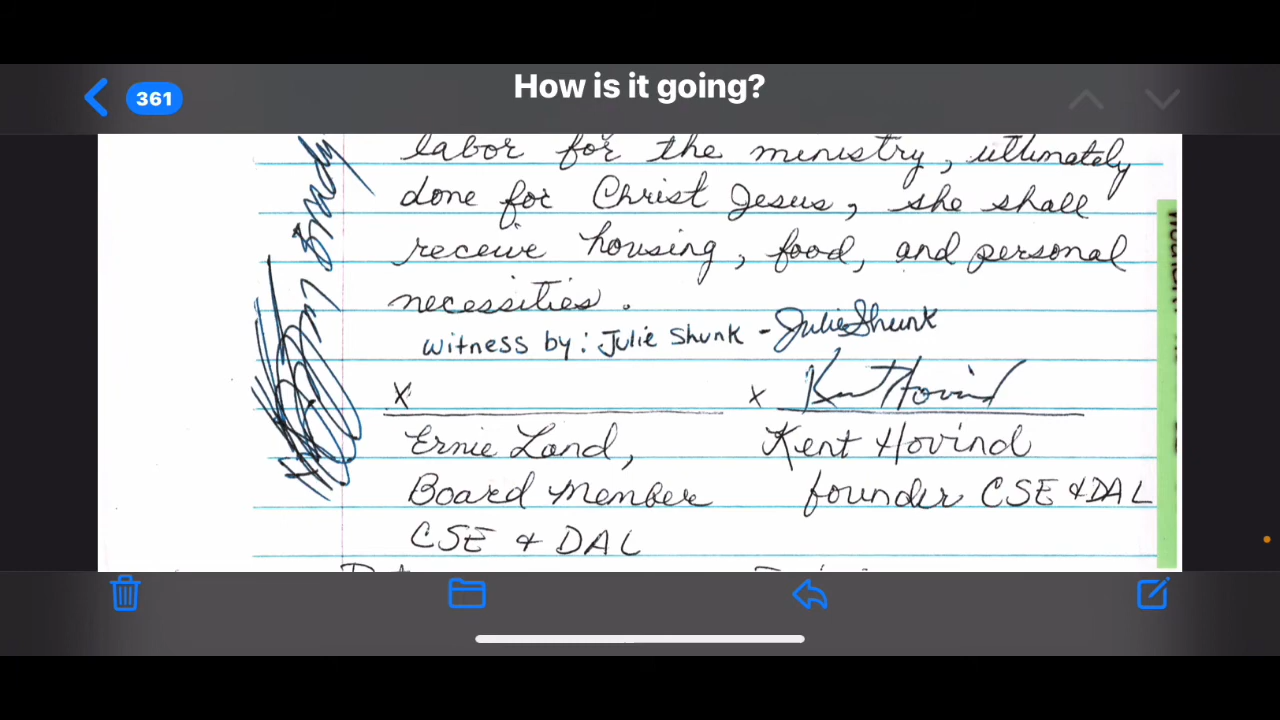 How is it going?
361
labor for the ministry, ultimately
done for Christ Jesus, she shall
receive housing, food, and personal
necessities.
witness by: Julie Shunk - Julie Shunk
x x Kent Hovind
Ernie Land, Kent Hovind
Board Member founder CSE & DAL
CSE & DAL